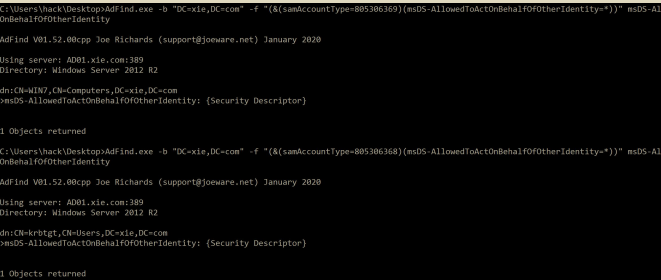 C:\Users\hack\Desktop>AdFind.exe -b "DC=xie,DC=com" -f "(&(samAccountType=805306369)(msDS-AllowedToActOnBehalfOfOtherIdentity=*))" msDS-Al
OnBehalfOfOtherIdentity
AdFind V01.52.00cpp Joe Richards (support@joeware.net) January 2020
Using server: AD01.xie.com:389
Directory: Windows Server 2012 R2
dn:CN=WIN7,CN=Computers,DC=xie,DC=com
>msDS-AllowedToActOnBehalfOfOtherIdentity: {Security Descriptor}
1 Objects returned
C:\Users\hack\Desktop>AdFind.exe -b "DC=xie,DC=com" -f "(&(samAccountType=805306368)(msDS-AllowedToActOnBehalfOfOtherIdentity=*))" msDS-Al
OnBehalfOfOtherIdentity
AdFind V01.52.00cpp Joe Richards (support@joeware.net) January 2020
Using server: AD01.xie.com:389
Directory: Windows Server 2012 R2
dn:CN=krbtgt,CN=Users,DC=xie,DC=com
>msDS-AllowedToActOnBehalfOfOtherIdentity: {Security Descriptor}
1 Objects returned